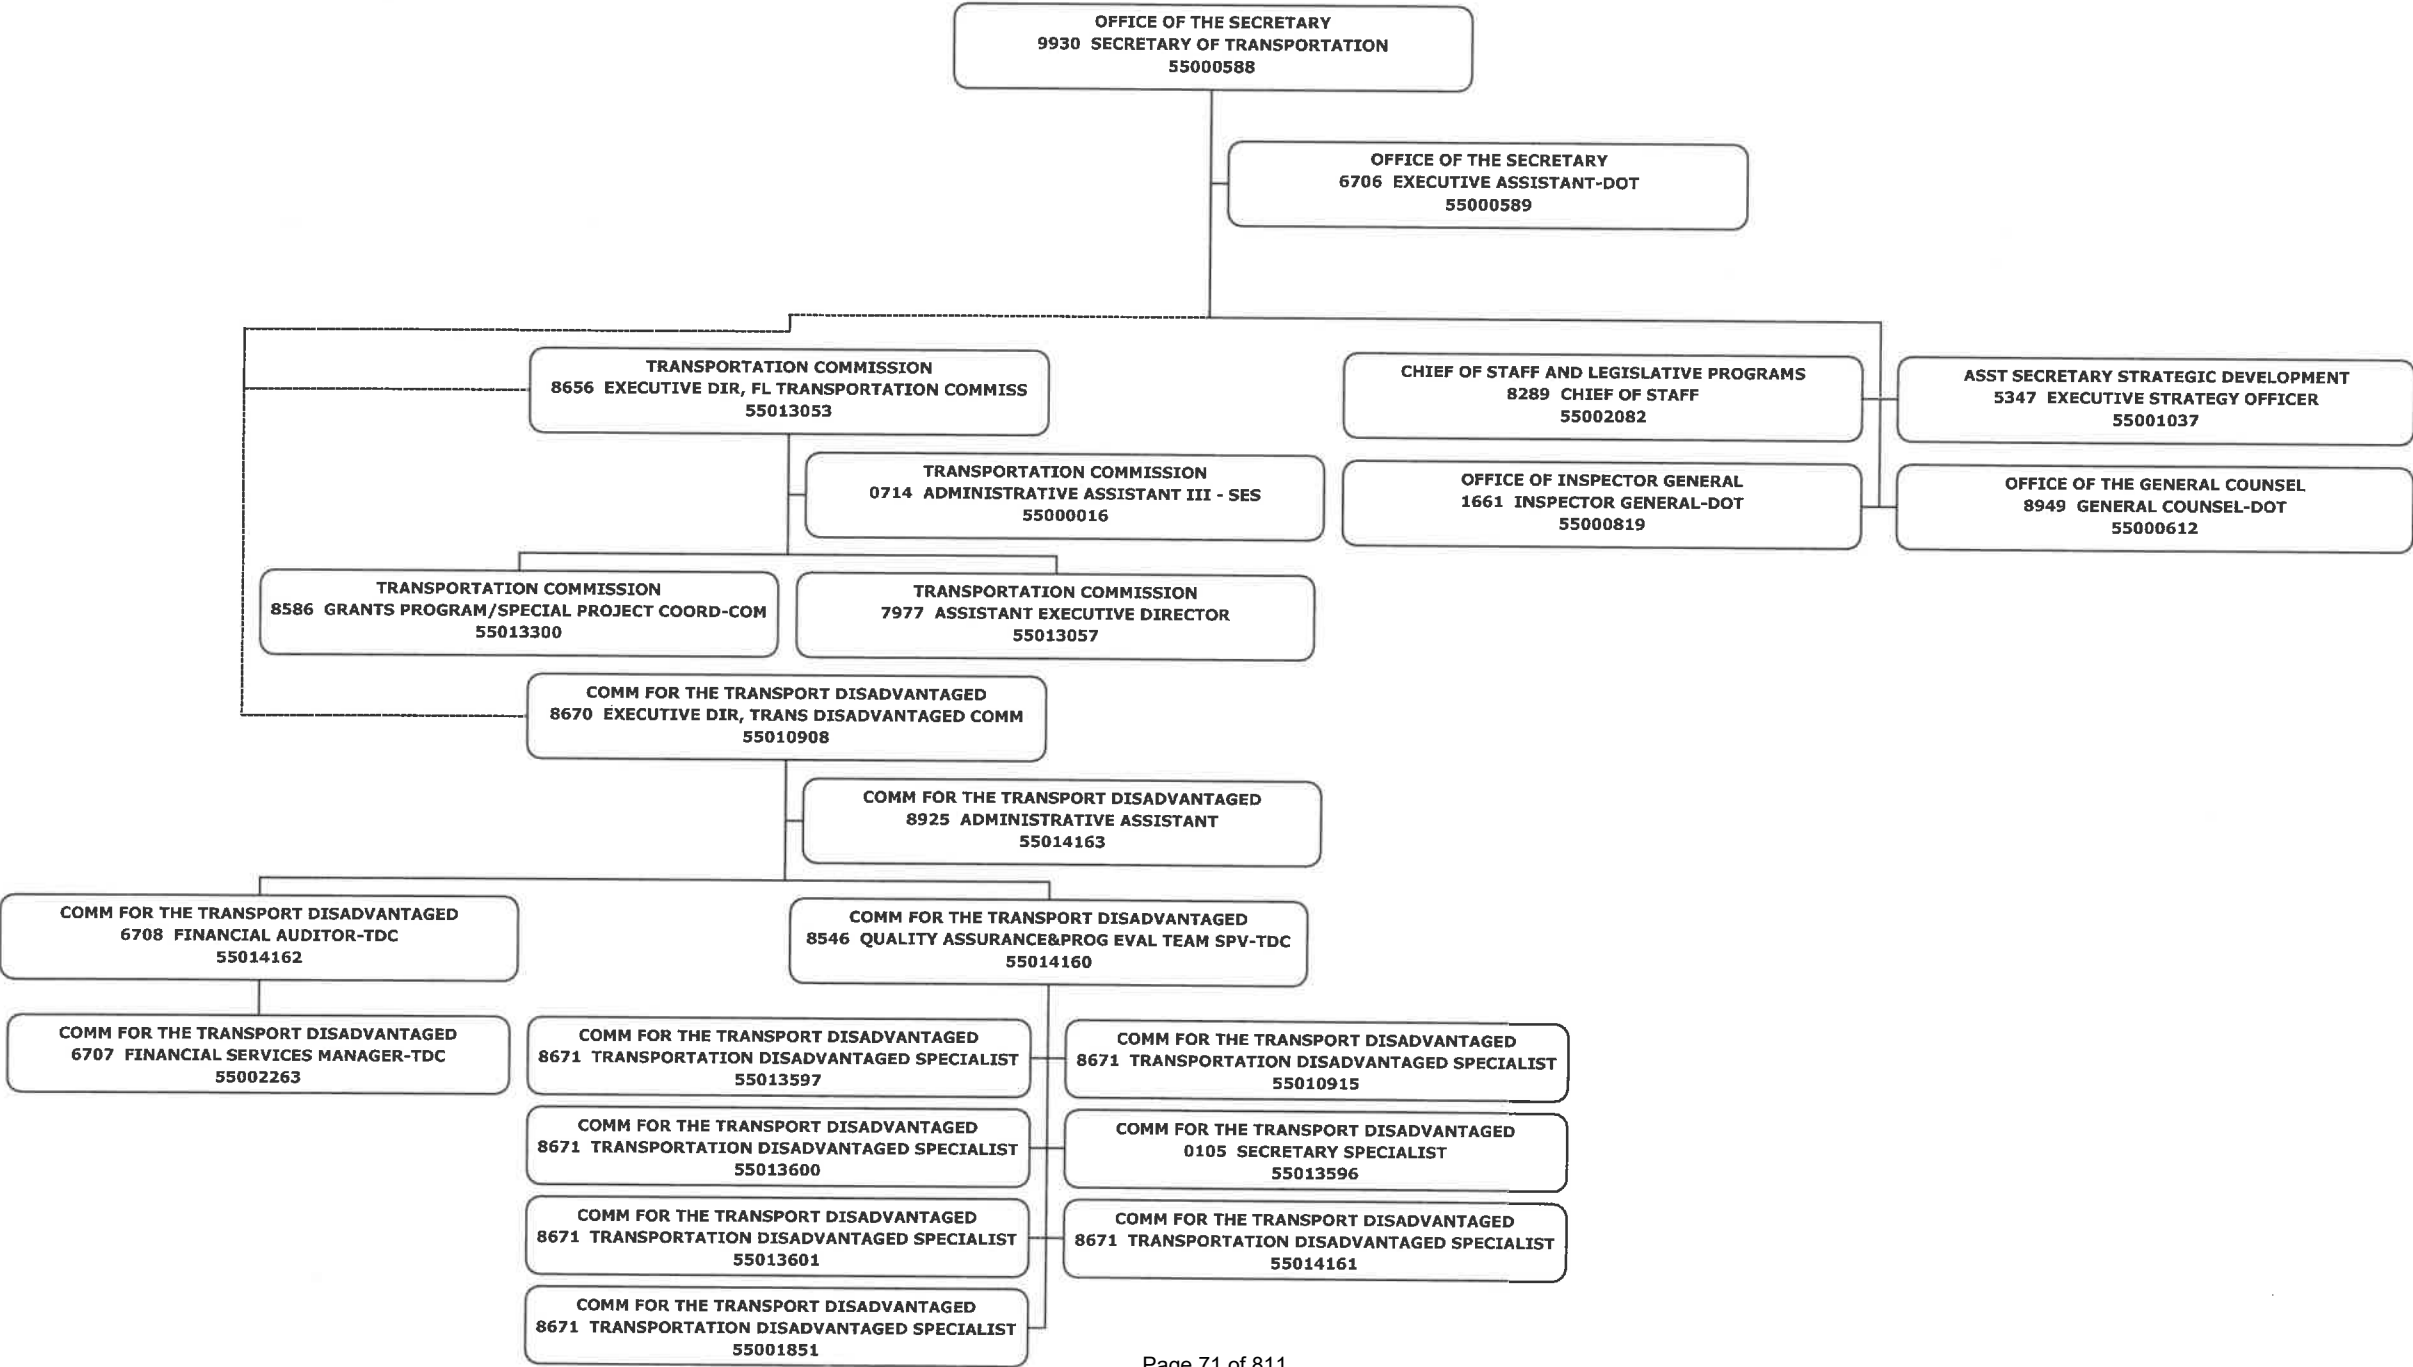 OFFICE OF THE SECRETARY
9930 SECRETARY OF TRANSPORTATION
55000588
OFFICE OF THE SECRETARY
6706 EXECUTIVE ASSISTANT-DOT
55000589
TRANSPORTATION COMMISSION
8656 EXECUTIVE DIR, FL TRANSPORTATION COMMISS
55013053
CHIEF OF STAFF AND LEGISLATIVE PROGRAMS
8289 CHIEF OF STAFF
55002082
ASST SECRETARY STRATEGIC DEVELOPMENT
5347 EXECUTIVE STRATEGY OFFICER
55001037
TRANSPORTATION COMMISSION
0714 ADMINISTRATIVE ASSISTANT III - SES
55000016
OFFICE OF INSPECTOR GENERAL
1661 INSPECTOR GENERAL-DOT
55000819
OFFICE OF THE GENERAL COUNSEL
8949 GENERAL COUNSEL-DOT
55000612
TRANSPORTATION COMMISSION
8586 GRANTS PROGRAM/SPECIAL PROJECT COORD-COM
55013300
TRANSPORTATION COMMISSION
7977 ASSISTANT EXECUTIVE DIRECTOR
55013057
COMM FOR THE TRANSPORT DISADVANTAGED
8670 EXECUTIVE DIR, TRANS DISADVANTAGED COMM
55010908
COMM FOR THE TRANSPORT DISADVANTAGED
8925 ADMINISTRATIVE ASSISTANT
55014163
COMM FOR THE TRANSPORT DISADVANTAGED
6708 FINANCIAL AUDITOR-TDC
55014162
COMM FOR THE TRANSPORT DISADVANTAGED
8546 QUALITY ASSURANCE&PROG EVAL TEAM SPV-TDC
55014160
COMM FOR THE TRANSPORT DISADVANTAGED
6707 FINANCIAL SERVICES MANAGER-TDC
55002263
COMM FOR THE TRANSPORT DISADVANTAGED
8671 TRANSPORTATION DISADVANTAGED SPECIALIST
55013597
COMM FOR THE TRANSPORT DISADVANTAGED
8671 TRANSPORTATION DISADVANTAGED SPECIALIST
55010915
COMM FOR THE TRANSPORT DISADVANTAGED
8671 TRANSPORTATION DISADVANTAGED SPECIALIST
55013600
COMM FOR THE TRANSPORT DISADVANTAGED
0105 SECRETARY SPECIALIST
55013596
COMM FOR THE TRANSPORT DISADVANTAGED
8671 TRANSPORTATION DISADVANTAGED SPECIALIST
55013601
COMM FOR THE TRANSPORT DISADVANTAGED
8671 TRANSPORTATION DISADVANTAGED SPECIALIST
55014161
COMM FOR THE TRANSPORT DISADVANTAGED
8671 TRANSPORTATION DISADVANTAGED SPECIALIST
55001851
Page 71 of 811